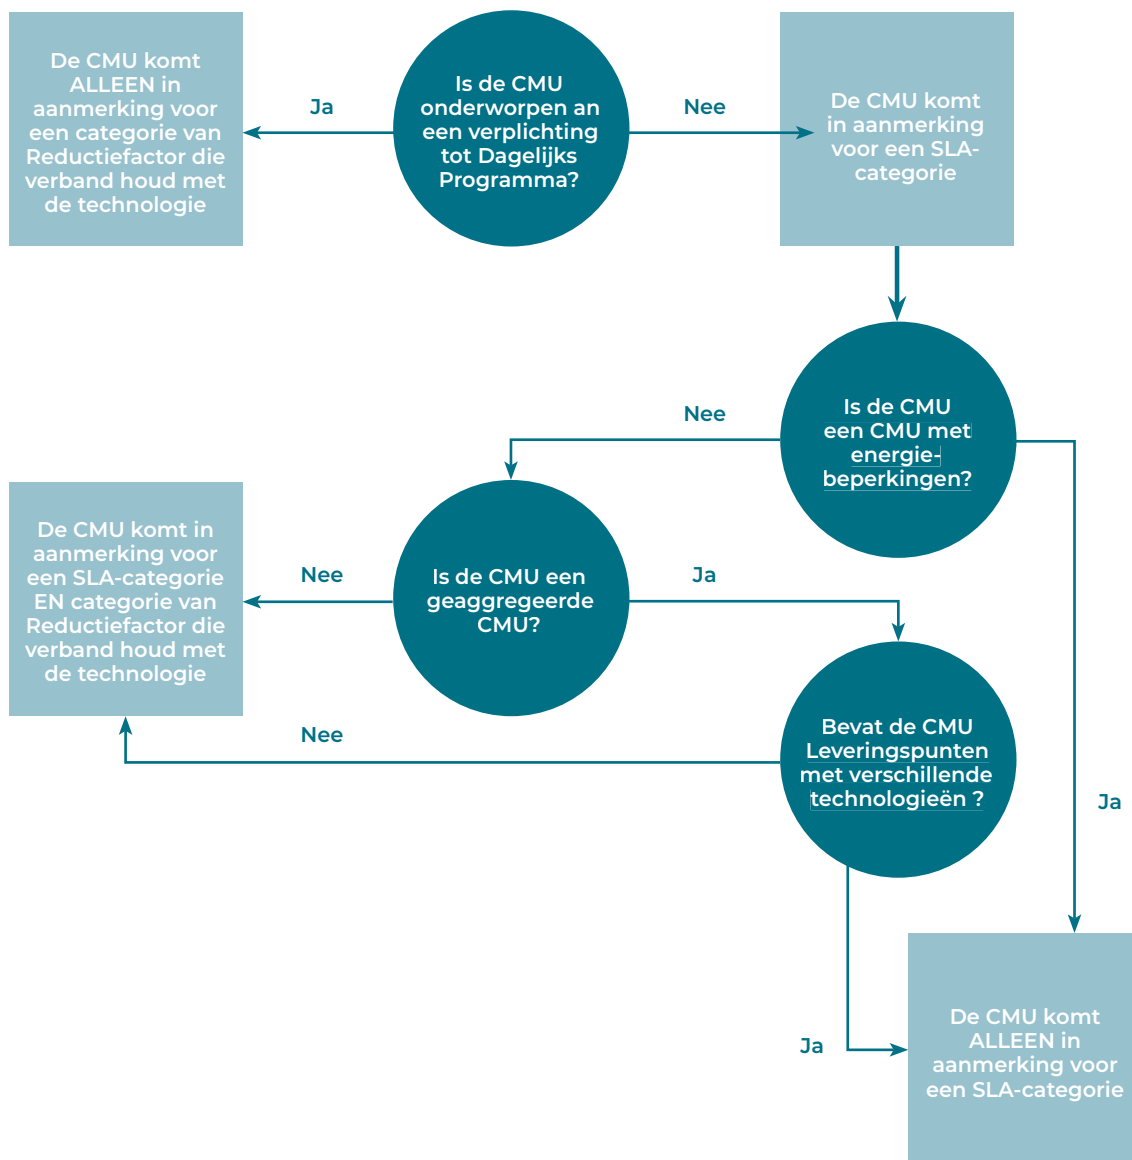 De CMU komt
ALLEEN in
aanmerking voor
een categorie van
Reductiefactor die
verband houd met
de technologie
Ja
Is de CMU
onderworpen an
een verplichting
tot Dagelijks
Programma?
Nee
De CMU komt
in aanmerking
voor een SLA-
categorie
Is de CMU
een CMU met
energie-
beperkingen?
Nee
De CMU komt in
aanmerking voor
een SLA-categorie
EN categorie van
Reductiefactor die
verband houd met
de technologie
Nee
Is de CMU een
geaggregeerde
CMU?
Ja
Nee
Bevat de CMU
Leveringspunten
met verschillende
technologieën ?
Ja
Ja
De CMU komt
ALLEEN in
aanmerking voor
een SLA-categorie